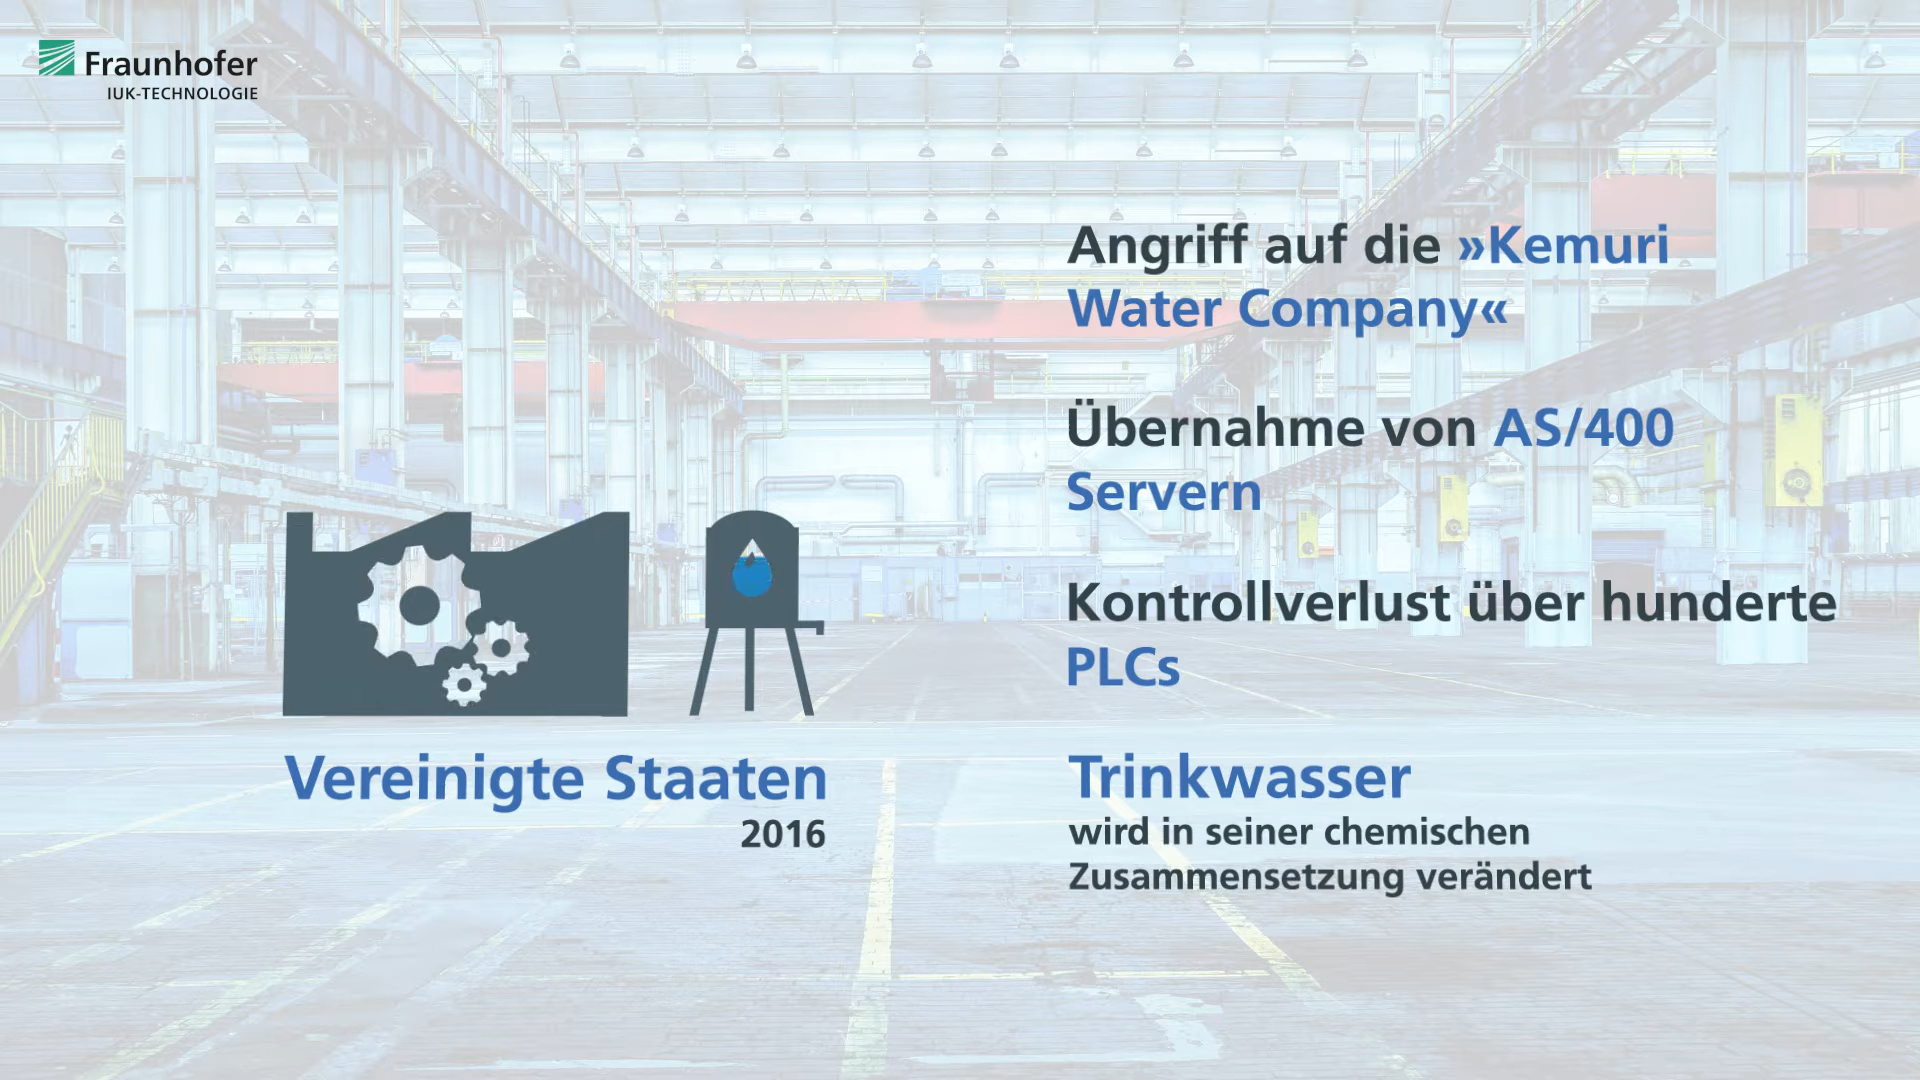 Fraunhofer
IUK-TECHNOLOGIE
Vereinigte Staaten
2016
Angriff auf die »Kemuri
Water Company«
Übernahme von AS/400
Servern
Kontrollverlust über hunderte
PLCs
Trinkwasser
wird in seiner chemischen
Zusammensetzung verändert